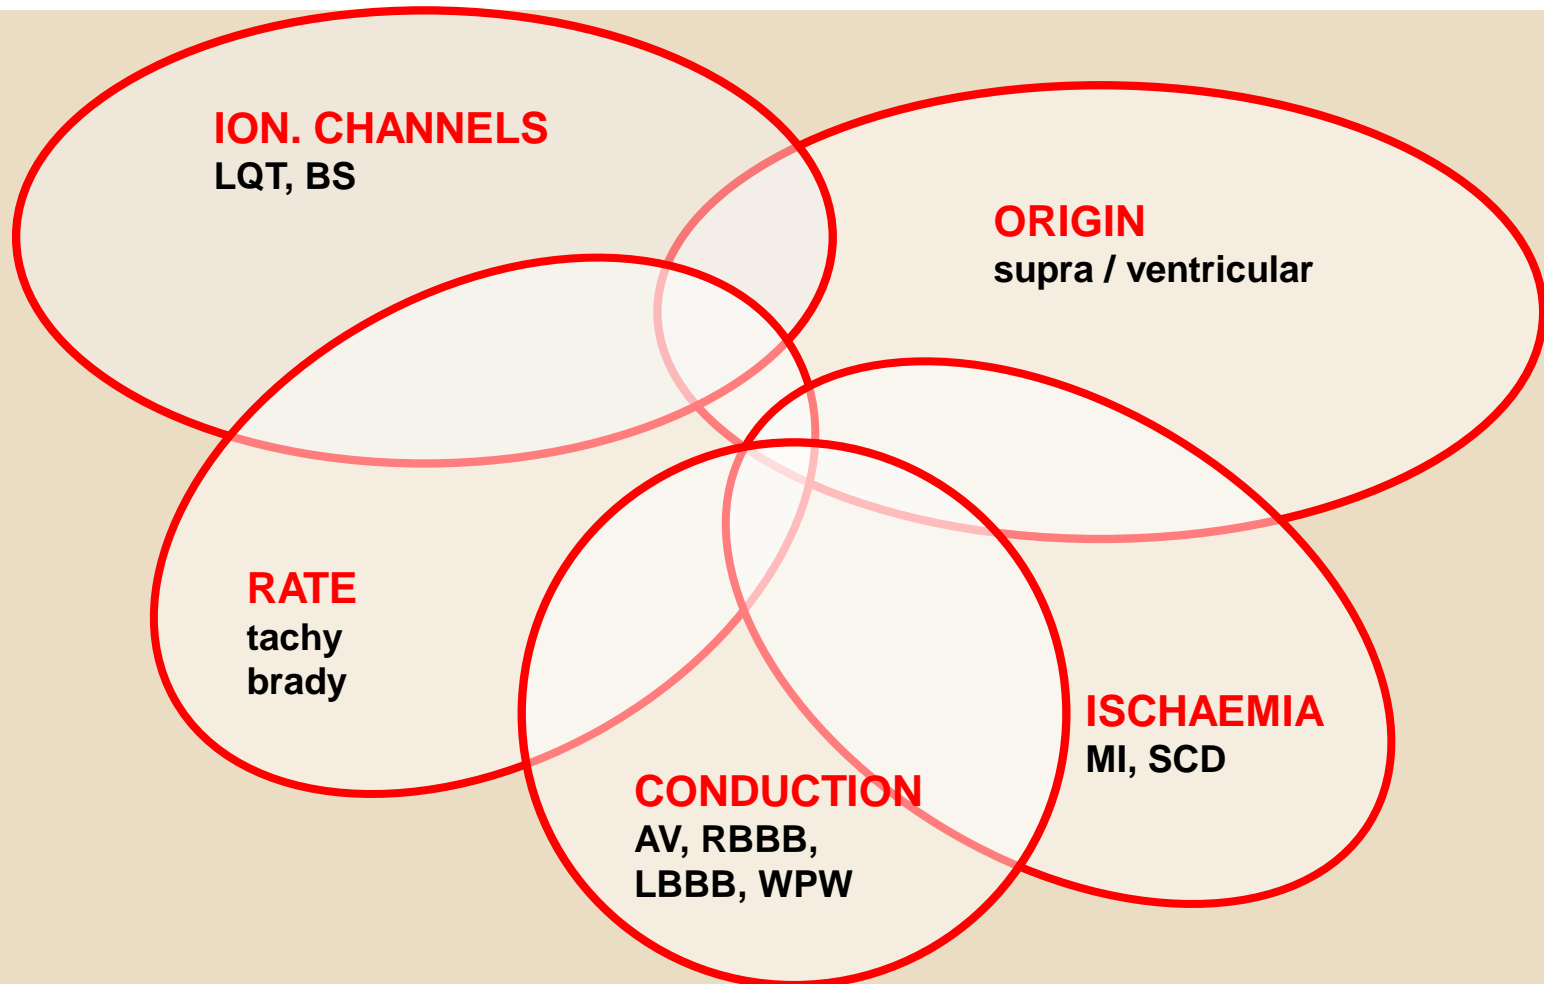 ION. CHANNELS
LQT, BS
ORIGIN
supra / ventricular
RATE
tachy
brady
ISCHAEMIA
MI, SCD
CONDUCTION
AV, RBBB,
LBBB, WPW